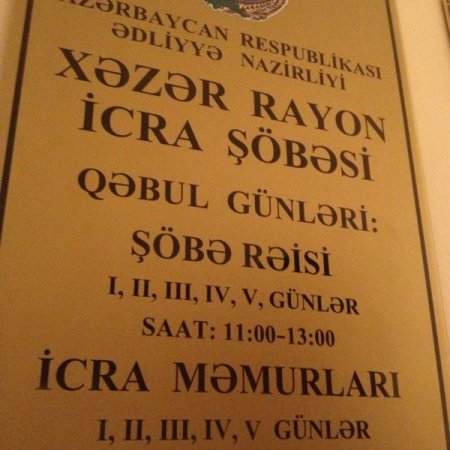 AZƏRBAYCAN RESPUBLİKASI
ƏDLİYYƏ NAZİRLİYİ
XƏZƏR RAYON
İCRA ŞÖBƏSİ
QƏBUL GÜNLƏRİ:
ŞÖBƏ RƏİSİ
I, II, III, IV, V, GÜNLƏR
SAAT: 11:00-13:00
İCRA MƏMURLARI
I, II, III, IV, V GÜNLƏR